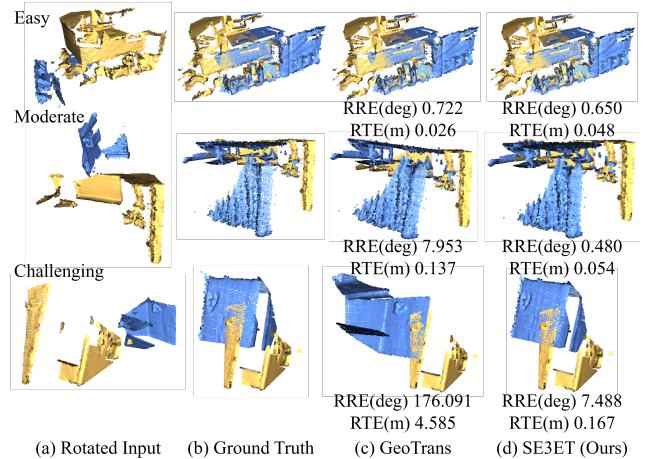 Easy
RRE(deg) 0.722
RTE(m) 0.026
RRE(deg) 0.650
RTE(m) 0.048
Moderate
RRE(deg) 7.953
RTE(m) 0.137
RRE(deg) 0.480
RTE(m) 0.054
Challenging
RRE(deg) 176.091
RTE(m) 4.585
RRE(deg) 7.488
RTE(m) 0.167
(a) Rotated Input
(b) Ground Truth
(c) GeoTrans
(d) SE3ET (Ours)